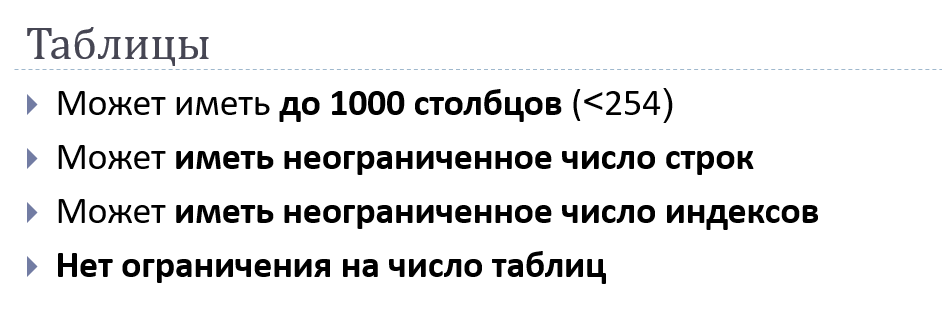 Таблицы
Может иметь до 1000 столбцов (<254)
Может иметь неограниченное число строк
Может иметь неограниченное число индексов
Нет ограничения на число таблиц